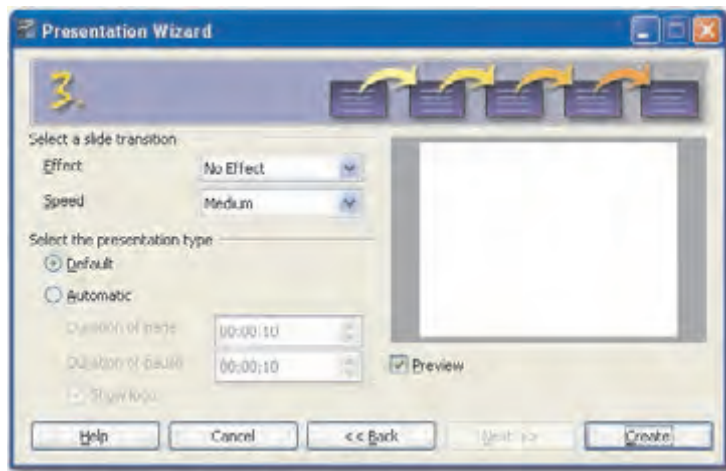 Presentation Wizard
3.
Select a slide transition
Effect No Effect
Speed Medium
Select the presentation type
Default
Automatic
Duration of page 00:00:10
Duration of pause 00:00:10
Show logo
Preview
Help Cancel << Back Next >> Create